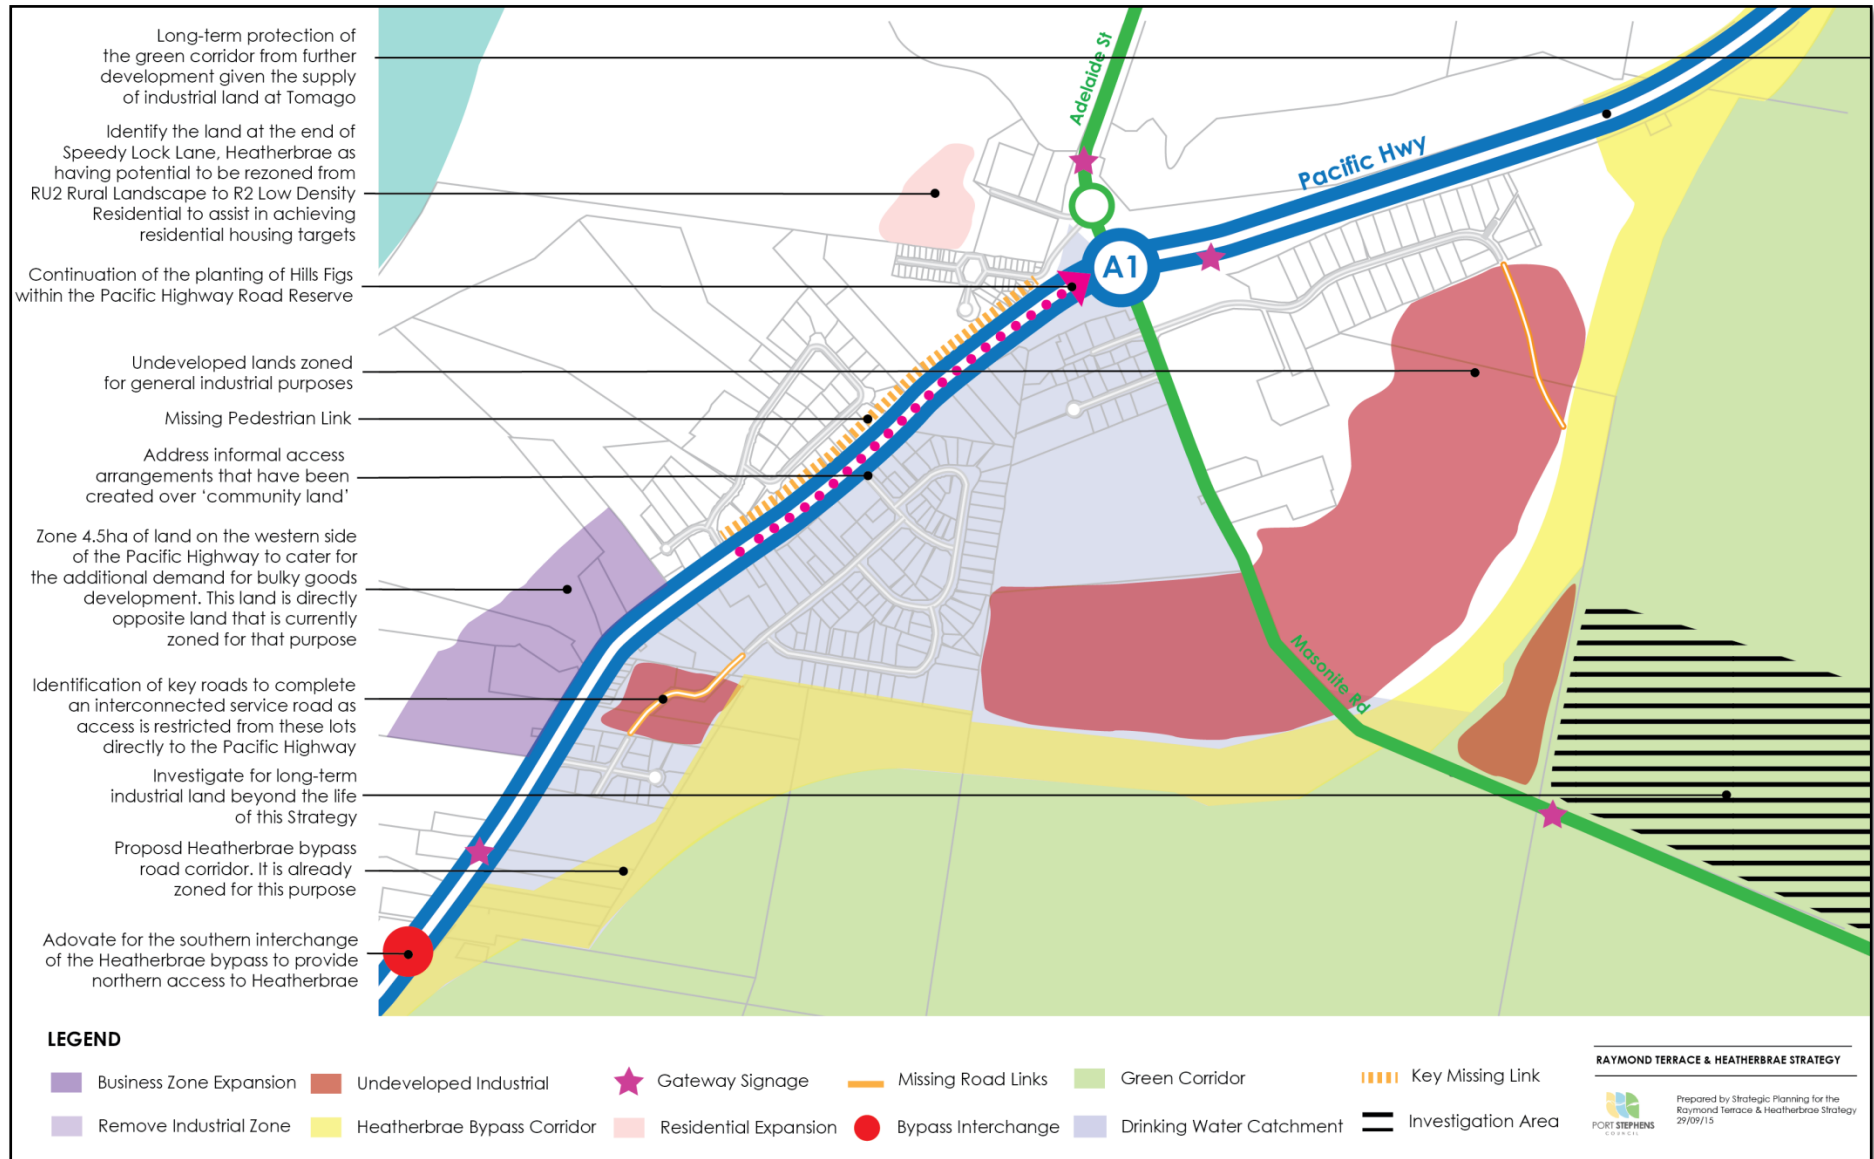 Long-term protection of
the green corridor from further
development given the supply
of industrial land at Tomago
Identify the land at the end of
Speedy Lock Lane, Heatherbrae as
having potential to be rezoned from
RU2 Rural Landscape to R2 Low Density
Residential to assist in achieving
residential housing targets
Continuation of the planting of Hills Figs
within the Pacific Highway Road Reserve
Undeveloped lands zoned
for general industrial purposes
Missing Pedestrian Link
Address informal access
arrangements that have been
created over ‘community land’
Zone 4.5ha of land on the western side
of the Pacific Highway to cater for
the additional demand for bulky goods
development. This land is directly
opposite land that is currently
zoned for that purpose
Identification of key roads to complete
an interconnected service road as
access is restricted from these lots
directly to the Pacific Highway
Investigate for long-term
industrial land beyond the life
of this Strategy
Proposd Heatherbrae bypass
road corridor. It is already
zoned for this purpose
Adovate for the southern interchange
of the Heatherbrae bypass to provide
northern access to Heatherbrae
Adelaide St
Pacific Hwy
A1
Masonite Rd
LEGEND
Business Zone Expansion
Undeveloped Industrial
Gateway Signage
Missing Road Links
Green Corridor
Key Missing Link
Remove Industrial Zone
Heatherbrae Bypass Corridor
Residential Expansion
Bypass Interchange
Drinking Water Catchment
Investigation Area
RAYMOND TERRACE & HEATHERBRAE STRATEGY
PORT STEPHENS
COUNCIL
Prepared by Strategic Planning for the
Raymond Terrace & Heatherbrae Strategy
29/09/15